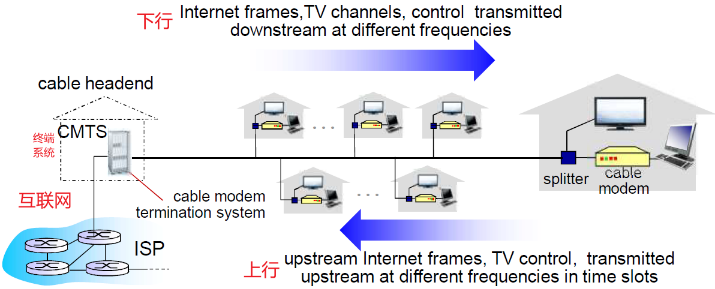 下行
Internet frames,TV channels, control transmitted
downstream at different frequencies
cable headend
终端
系统
CMTS
互联网
cable modem
termination system
ISP
splitter
cable
modem
上行
upstream Internet frames, TV control, transmitted
upstream at different frequencies in time slots